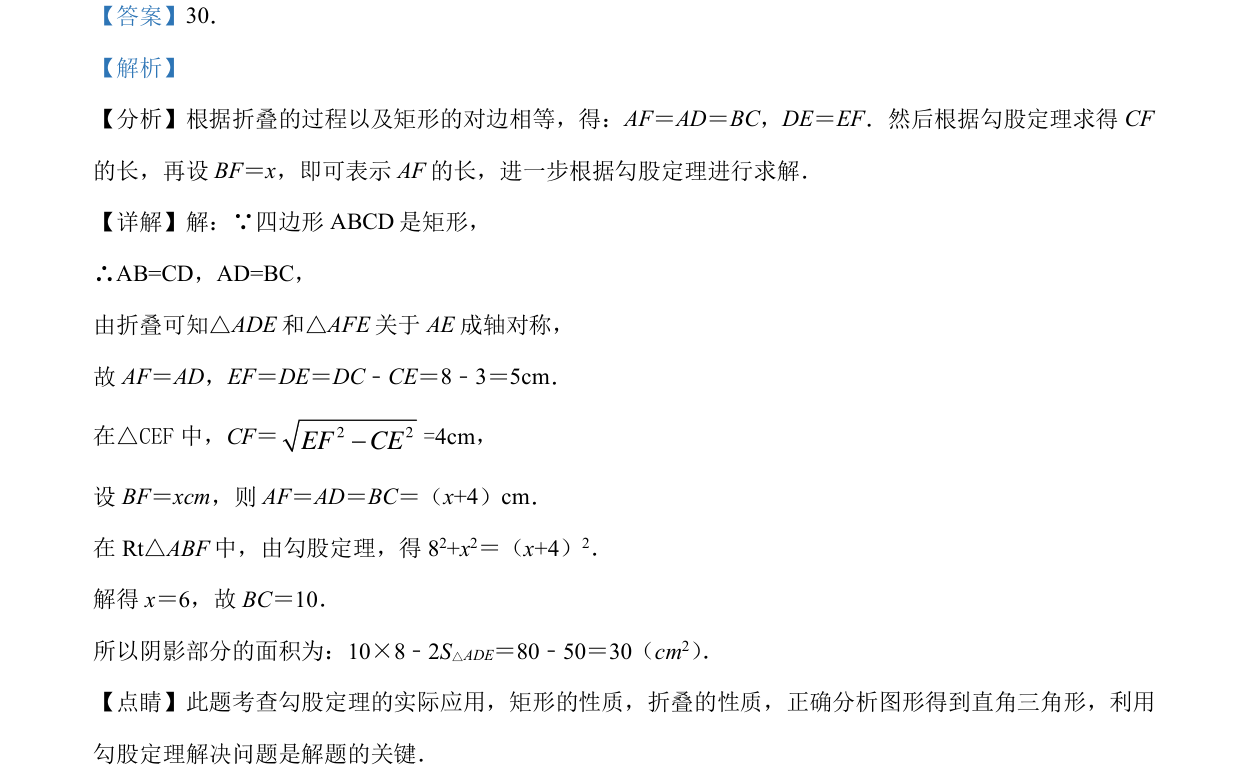 【答案】30．
【解析】
【分析】根据折叠的过程以及矩形的对边相等，得：AF＝AD＝BC，DE＝EF．然后根据勾股定理求得 CF
的长，再设 BF＝x，即可表示 AF 的长，进一步根据勾股定理进行求解．
【详解】解：∵四边形 ABCD 是矩形，
∴AB=CD，AD=BC，
由折叠可知△ADE 和△AFE 关于 AE 成轴对称，
故 AF＝AD，EF＝DE＝DC﹣CE＝8﹣3＝5cm．
在△CEF 中，CF＝√(EF²−CE²) =4cm，
设 BF＝xcm，则 AF＝AD＝BC＝（x+4）cm．
在 Rt△ABF 中，由勾股定理，得 8²+x²＝（x+4）²．
解得 x＝6，故 BC＝10．
所以阴影部分的面积为：10×8﹣2S△ADE＝80﹣50＝30（cm²）．
【点睛】此题考查勾股定理的实际应用，矩形的性质，折叠的性质，正确分析图形得到直角三角形，利用
勾股定理解决问题是解题的关键．